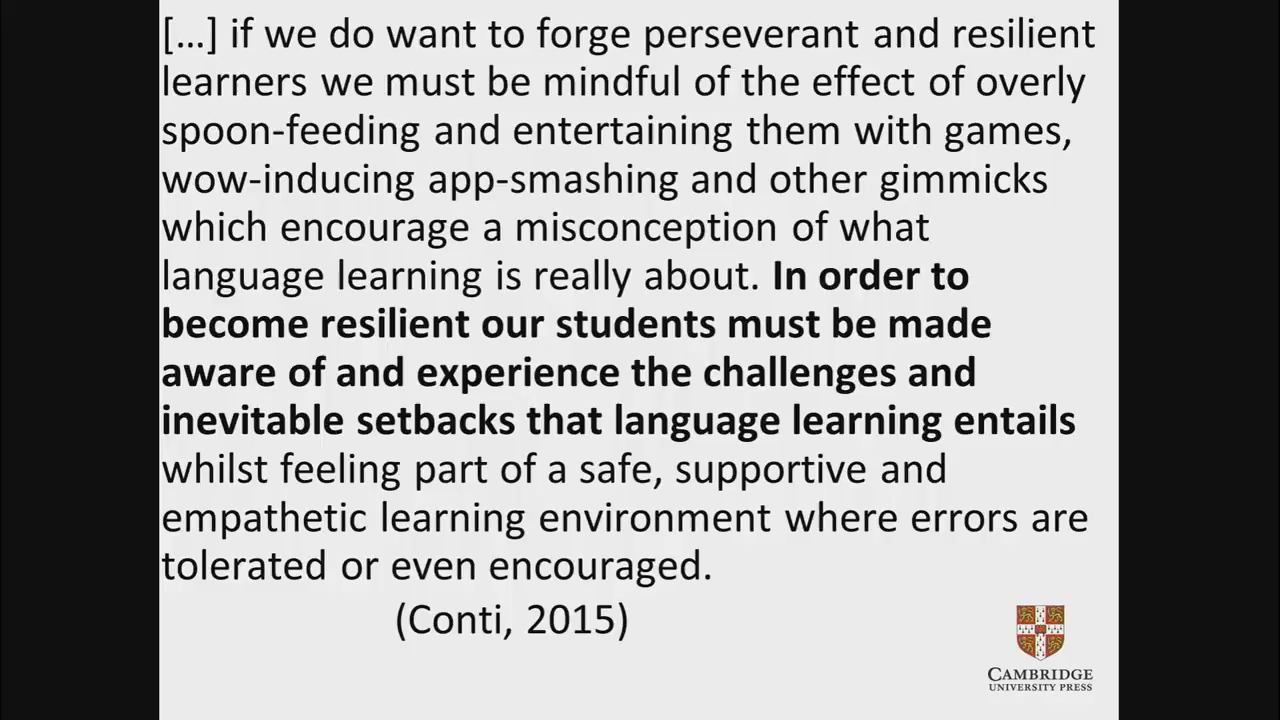 […] if we do want to forge perseverant and resilient
learners we must be mindful of the effect of overly
spoon-feeding and entertaining them with games,
wow-inducing app-smashing and other gimmicks
which encourage a misconception of what
language learning is really about. In order to
become resilient our students must be made
aware of and experience the challenges and
inevitable setbacks that language learning entails
whilst feeling part of a safe, supportive and
empathetic learning environment where errors are
tolerated or even encouraged.
(Conti, 2015)
CAMBRIDGE
UNIVERSITY PRESS